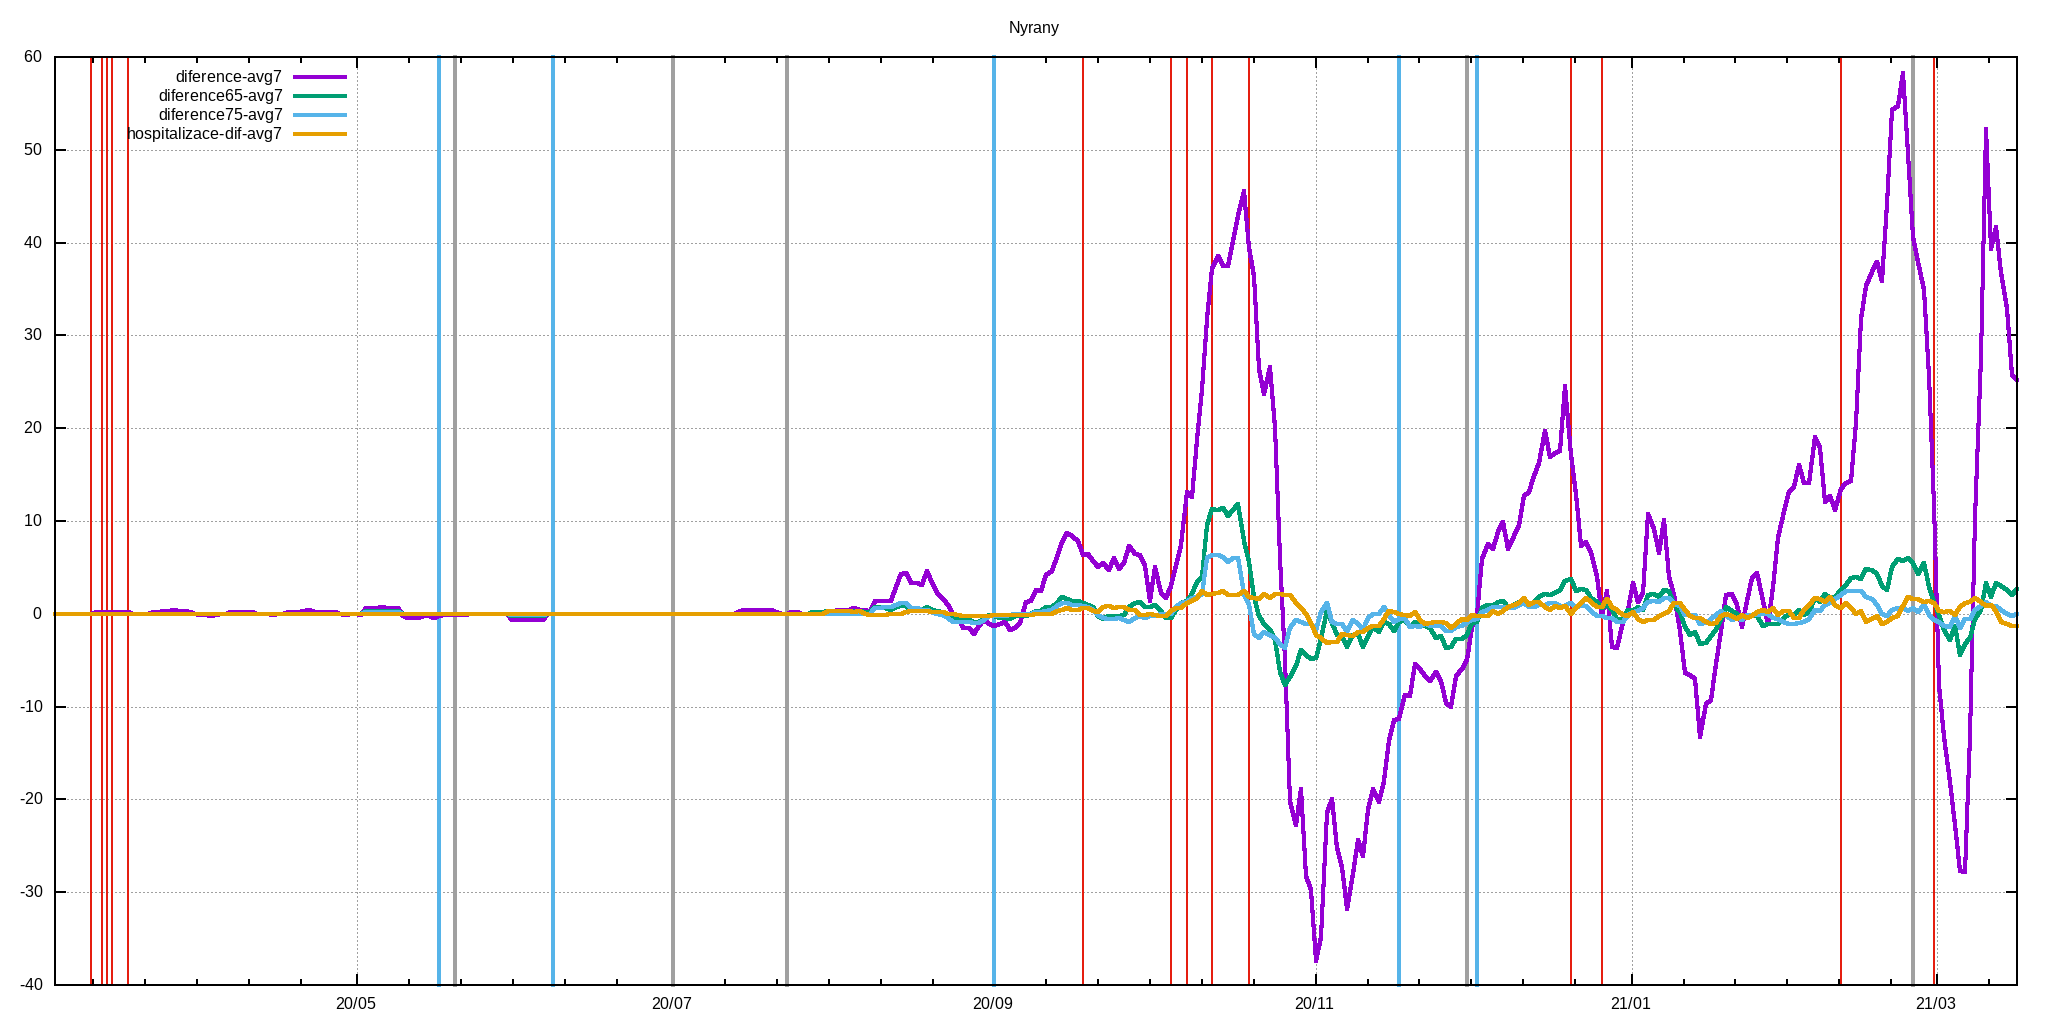 Nyrany
60
diference-avg7
diference65-avg7
diference75-avg7
hospitalizace-dif-avg7
50
40
30
20
10
0
-10
-20
-30
-40
20/05 20/07 20/09 20/11 21/01 21/03